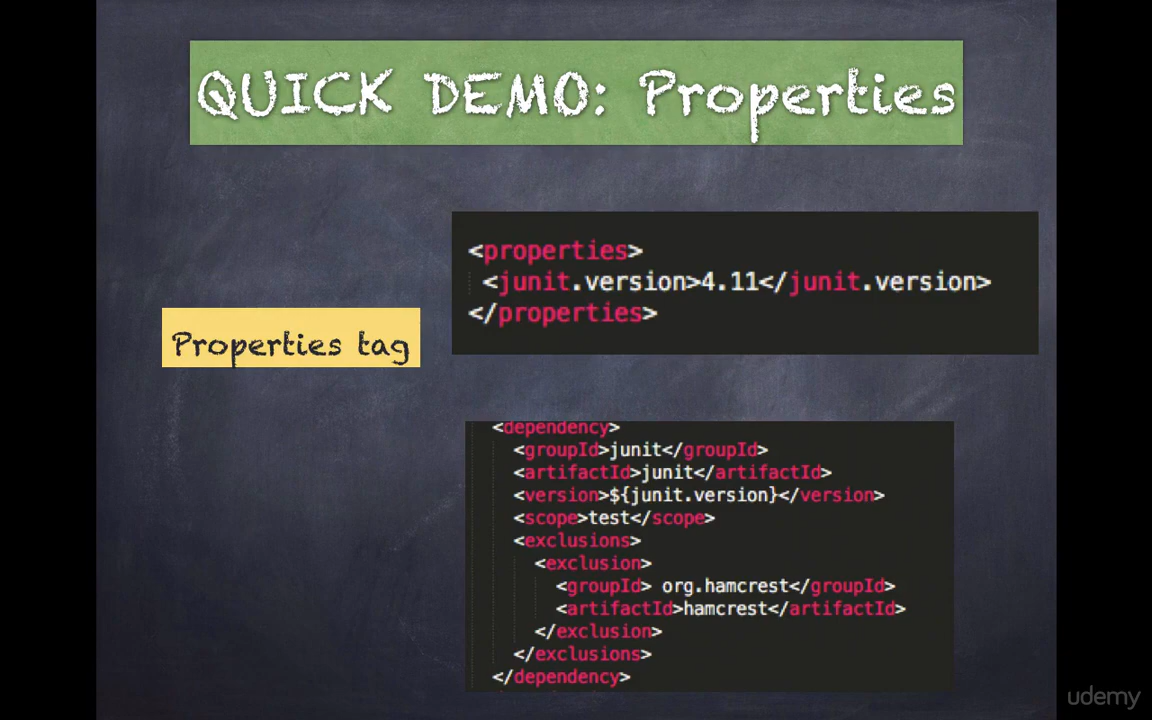 QUICK DEMO: Properties
<properties>
<junit.version>4.11</junit.version>
</properties>
Properties tag
<dependency>
<groupId>junit</groupId>
<artifactId>junit</artifactId>
<version>${junit.version}</version>
<scope>test</scope>
<exclusions>
<exclusion>
<groupId> org.hamcrest</groupId>
<artifactId>hamcrest</artifactId>
</exclusion>
</exclusions>
</dependency>
udemy